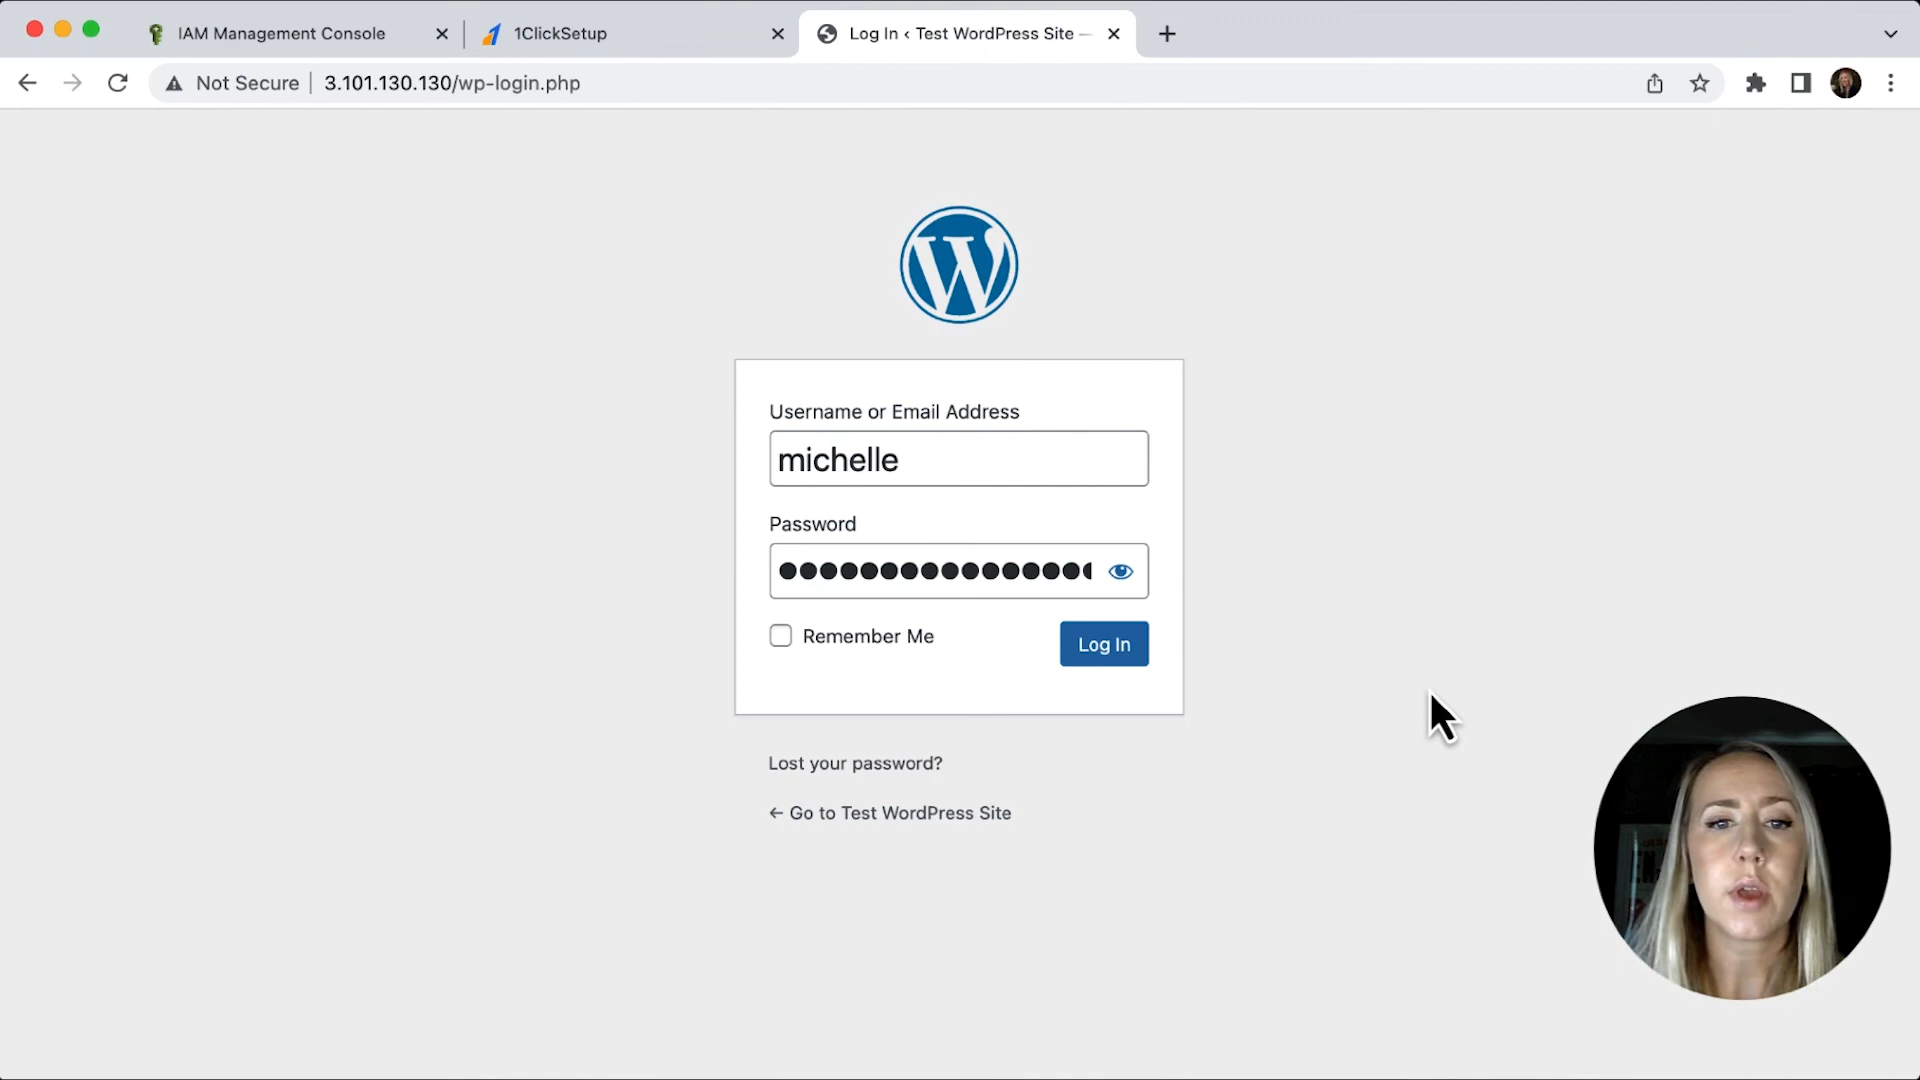 IAM Management Console
1ClickSetup
Log In ‹ Test WordPress Site —
Not Secure
3.101.130.130/wp-login.php
Username or Email Address
michelle
Password
Remember Me
Log In
Lost your password?
← Go to Test WordPress Site